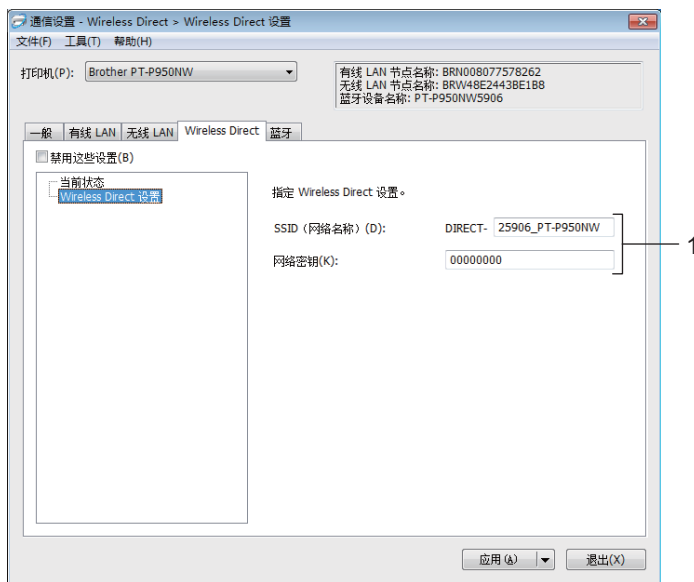 通信设置 - Wireless Direct > Wireless Direct 设置
文件(F) 工具(T) 帮助(H)
打印机(P): Brother PT-P950NW
有线 LAN 节点名称: BRN008077578262
无线 LAN 节点名称: BRW48E2443BE1B8
蓝牙设备名称: PT-P950NW5906
一般 有线 LAN 无线 LAN Wireless Direct 蓝牙
禁用这些设置(B)
当前状态
Wireless Direct 设置
指定 Wireless Direct 设置。
SSID（网络名称）(D): DIRECT- 25906_PT-P950NW
网络密钥(K): 00000000
1
应用(A) 退出(X)